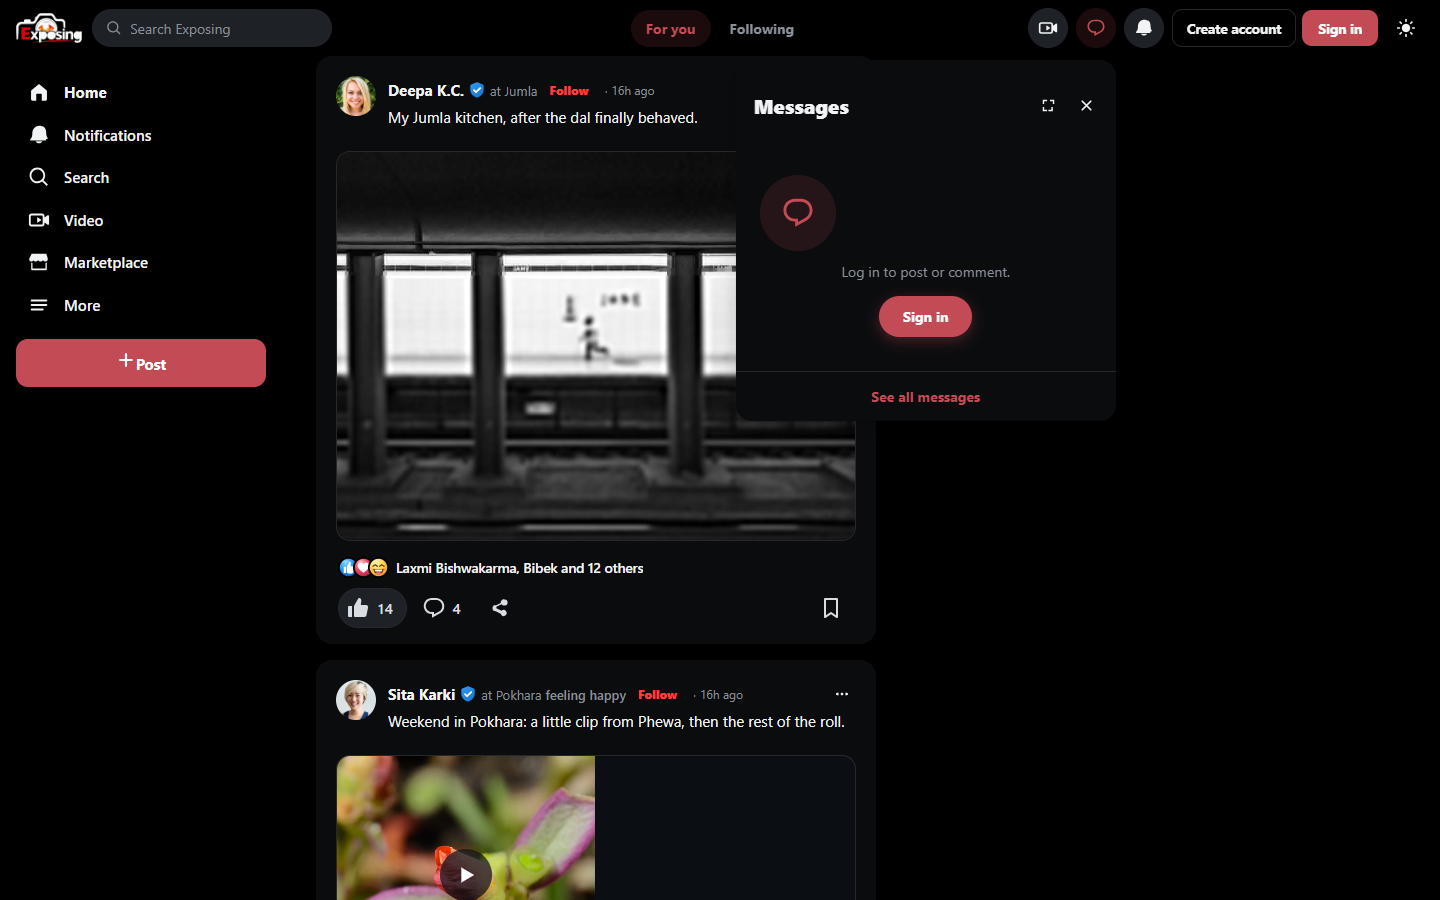 Exposing
Search Exposing
For you
Following
Create account
Sign in
Home
Notifications
Search
Video
Marketplace
More
+ Post
Deepa K.C. at Jumla Follow · 16h ago
My Jumla kitchen, after the dal finally behaved.
Messages
Log in to post or comment.
Sign in
See all messages
Laxmi Bishwakarma, Bibek and 12 others
14
4
Sita Karki at Pokhara feeling happy Follow · 16h ago
Weekend in Pokhara: a little clip from Phewa, then the rest of the roll.